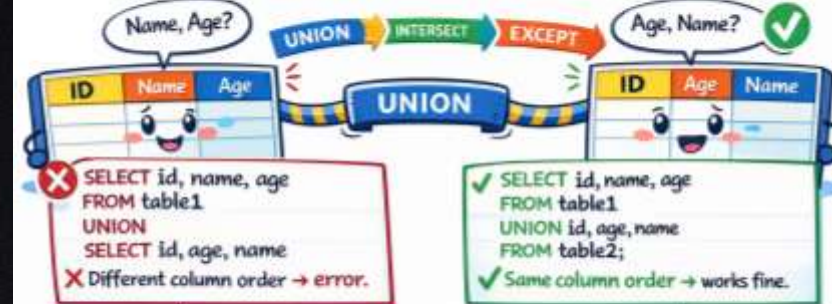 Name, Age?
UNION INTERSECT EXCEPT
Age, Name?
ID Name Age
UNION
ID Age Name
SELECT id, name, age
FROM table1
UNION
SELECT id, age, name
Different column order → error.
SELECT id, name, age
FROM table1
UNION id, age, name
FROM table2;
Same column order → works fine.